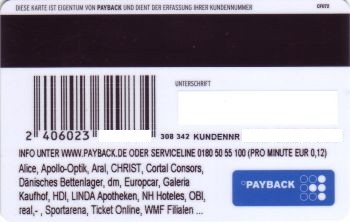 DIESE KARTE IST EIGENTUM VON PAYBACK UND DIENT DER ERFASSUNG IHRER KUNDENNUMMER
CF072
UNTERSCHRIFT
2 406023
308 342 KUNDENNR
INFO UNTER WWW.PAYBACK.DE ODER SERVICELINE 0180 50 55 100 (PRO MINUTE EUR 0,12)
Alice, Apollo-Optik, Aral, CHRIST, Cortal Consors,
Dänisches Bettenlager, dm, Europcar, Galeria
Kaufhof, HDI, LINDA Apotheken, NH Hoteles, OBI,
real,- , Sportarena, Ticket Online, WMF Filialen ...
PAYBACK